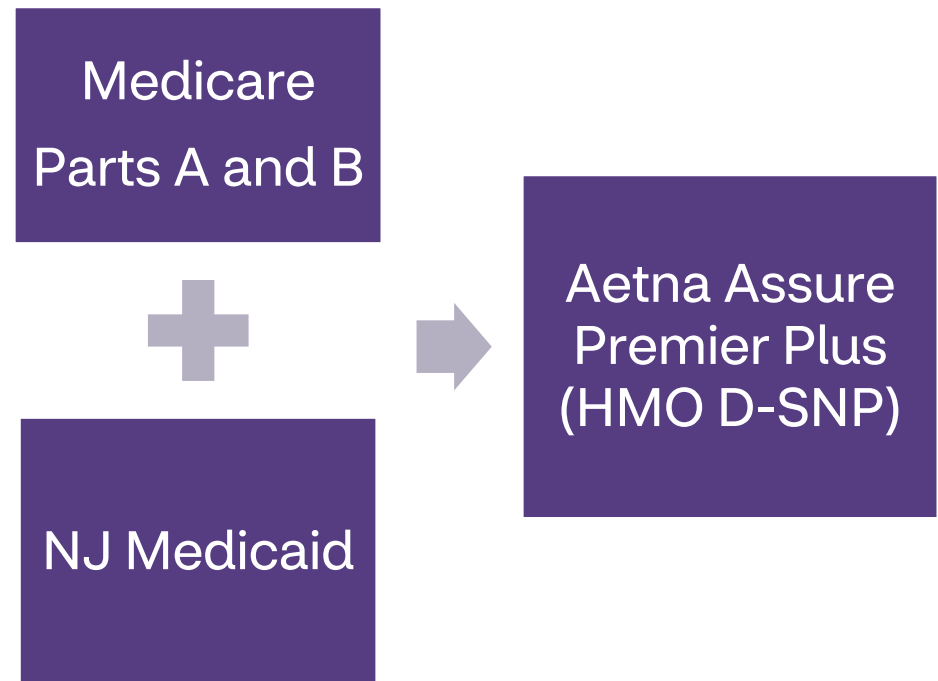 Medicare
Parts A and B
NJ Medicaid
Aetna Assure
Premier Plus
(HMO D-SNP)